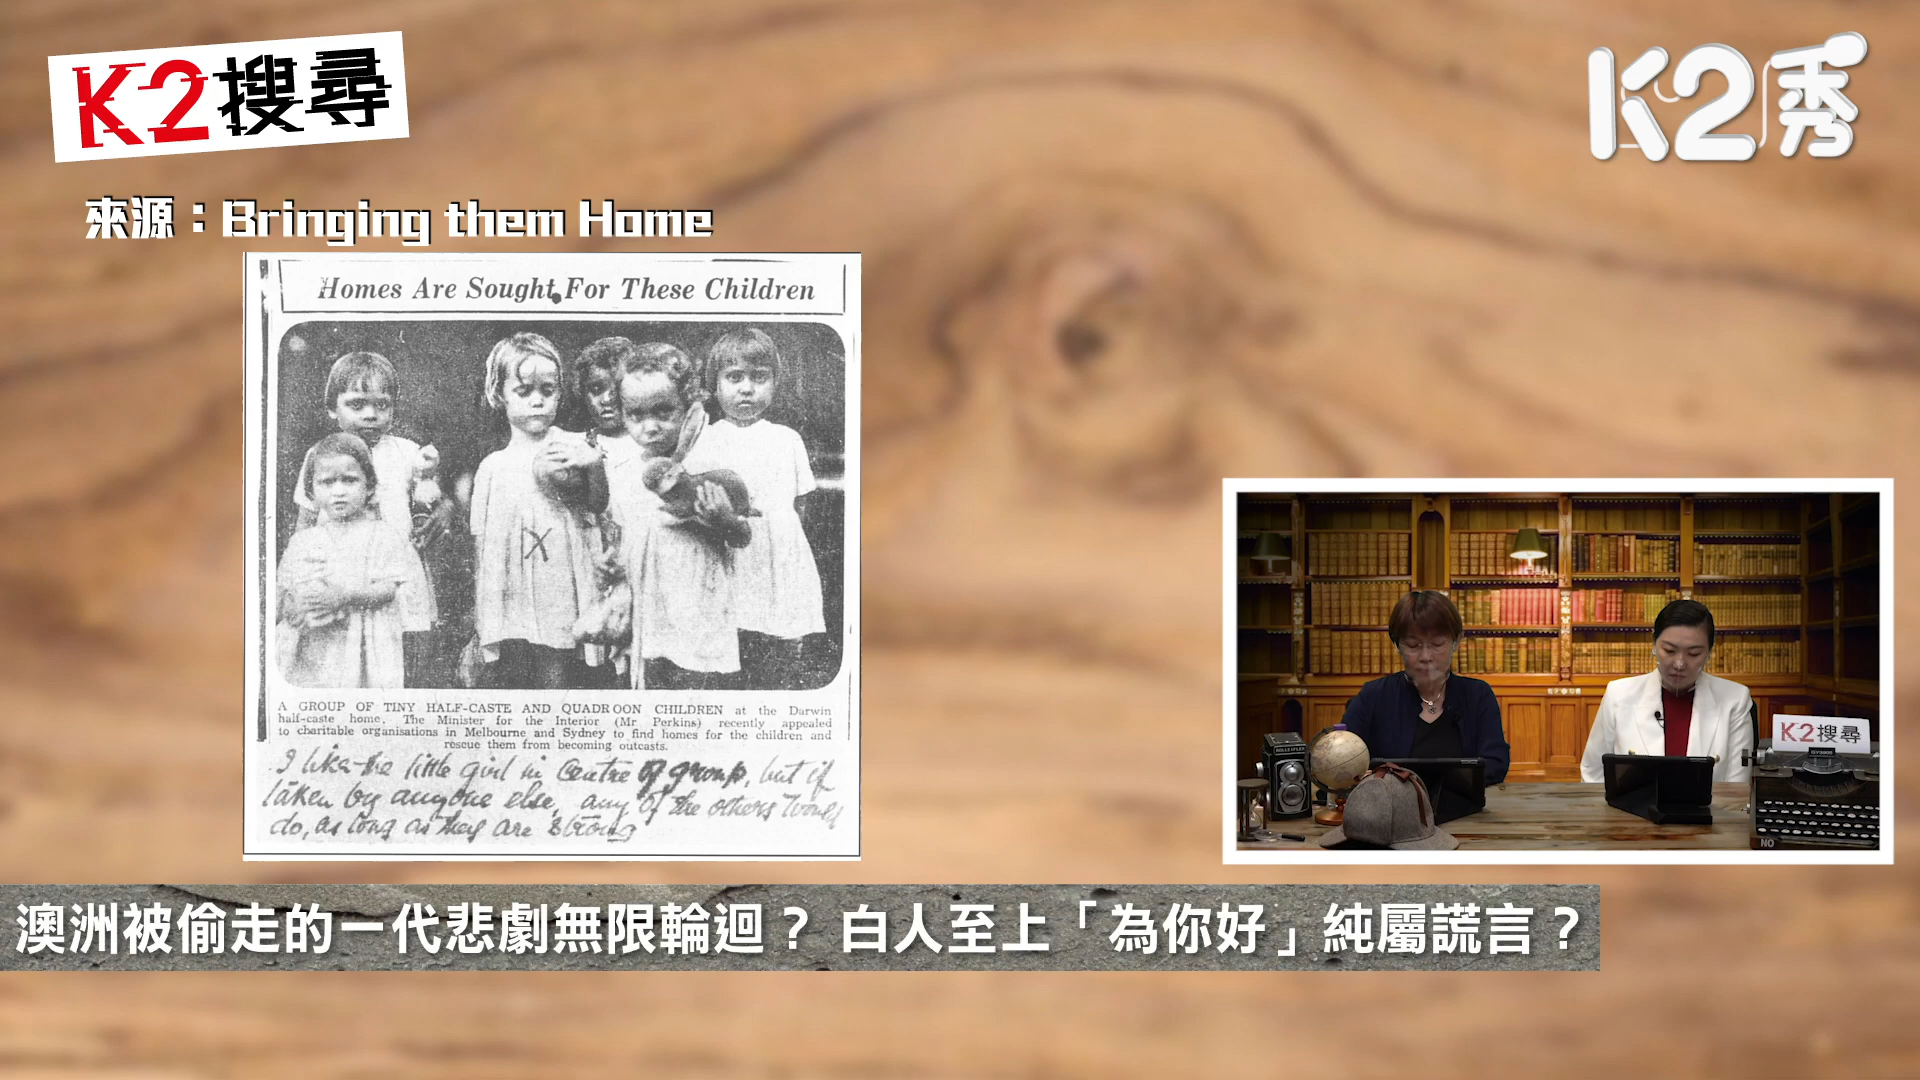 K2搜尋
K2秀
來源：Bringing them Home
Homes Are Sought For These Children
X
A GROUP OF TINY HALF-CASTE AND QUADROON CHILDREN at the Darwin
half-caste home. The Minister for the Interior (Mr Perkins) recently appealed
to charitable organisations in Melbourne and Sydney to find homes for the children and
rescue them from becoming outcasts.
I like the little girl in Centre of group, but if
taken by anyone else, any of the others would
do, as long as they are strong
K2搜尋
NO
澳洲被偷走的一代悲劇無限輪迴？ 白人至上「為你好」純屬謊言？